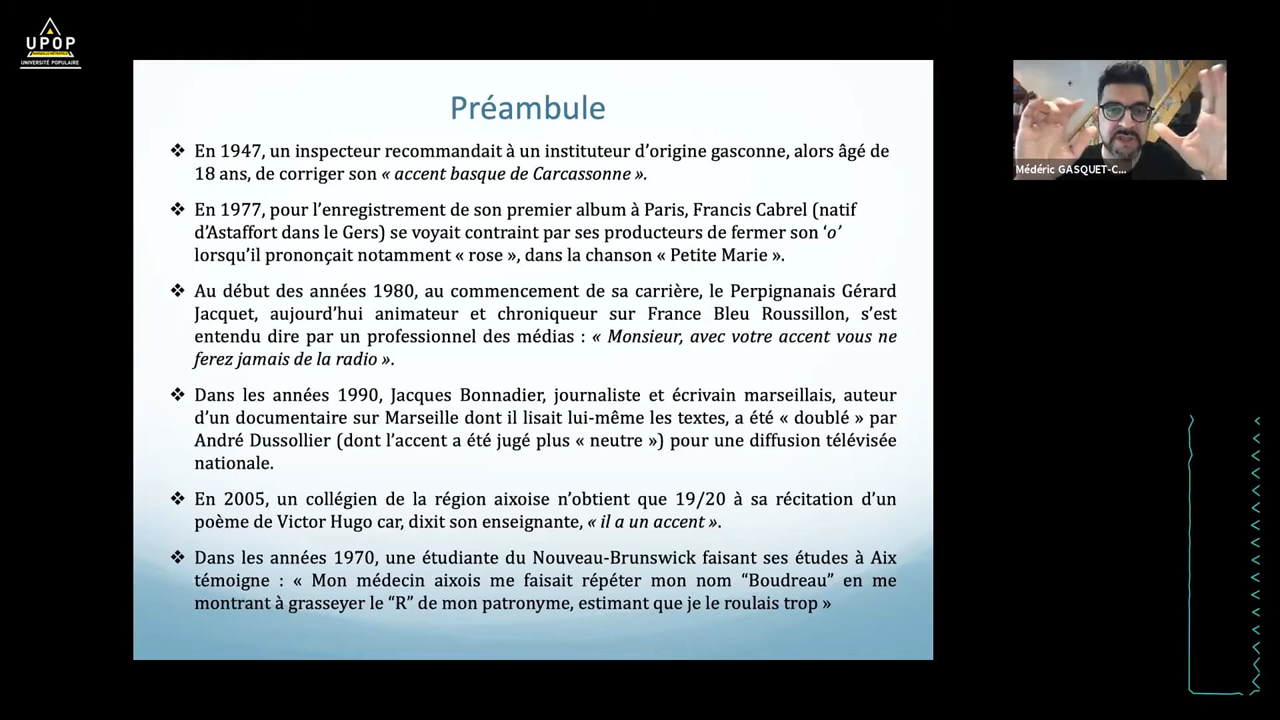 UPOP
UNIVERSITÉ POPULAIRE
Préambule
❖ En 1947, un inspecteur recommandait à un instituteur d’origine gasconne, alors âgé de
18 ans, de corriger son « accent basque de Carcassonne ».
❖ En 1977, pour l’enregistrement de son premier album à Paris, Francis Cabrel (natif
d’Astaffort dans le Gers) se voyait contraint par ses producteurs de fermer son ‘o’
lorsqu’il prononçait notamment « rose », dans la chanson « Petite Marie ».
❖ Au début des années 1980, au commencement de sa carrière, le Perpignanais Gérard
Jacquet, aujourd’hui animateur et chroniqueur sur France Bleu Roussillon, s’est
entendu dire par un professionnel des médias : « Monsieur, avec votre accent vous ne
ferez jamais de la radio ».
❖ Dans les années 1990, Jacques Bonnadier, journaliste et écrivain marseillais, auteur
d’un documentaire sur Marseille dont il lisait lui-même les textes, a été « doublé » par
André Dussollier (dont l’accent a été jugé plus « neutre ») pour une diffusion télévisée
nationale.
❖ En 2005, un collégien de la région aixoise n’obtient que 19/20 à sa récitation d’un
poème de Victor Hugo car, dixit son enseignante, « il a un accent ».
❖ Dans les années 1970, une étudiante du Nouveau-Brunswick faisant ses études à Aix
témoigne : « Mon médecin aixois me faisait répéter mon nom “Boudreau” en me
montrant à grasseyer le “R” de mon patronyme, estimant que je le roulais trop »
Médéric GASQUET-C...